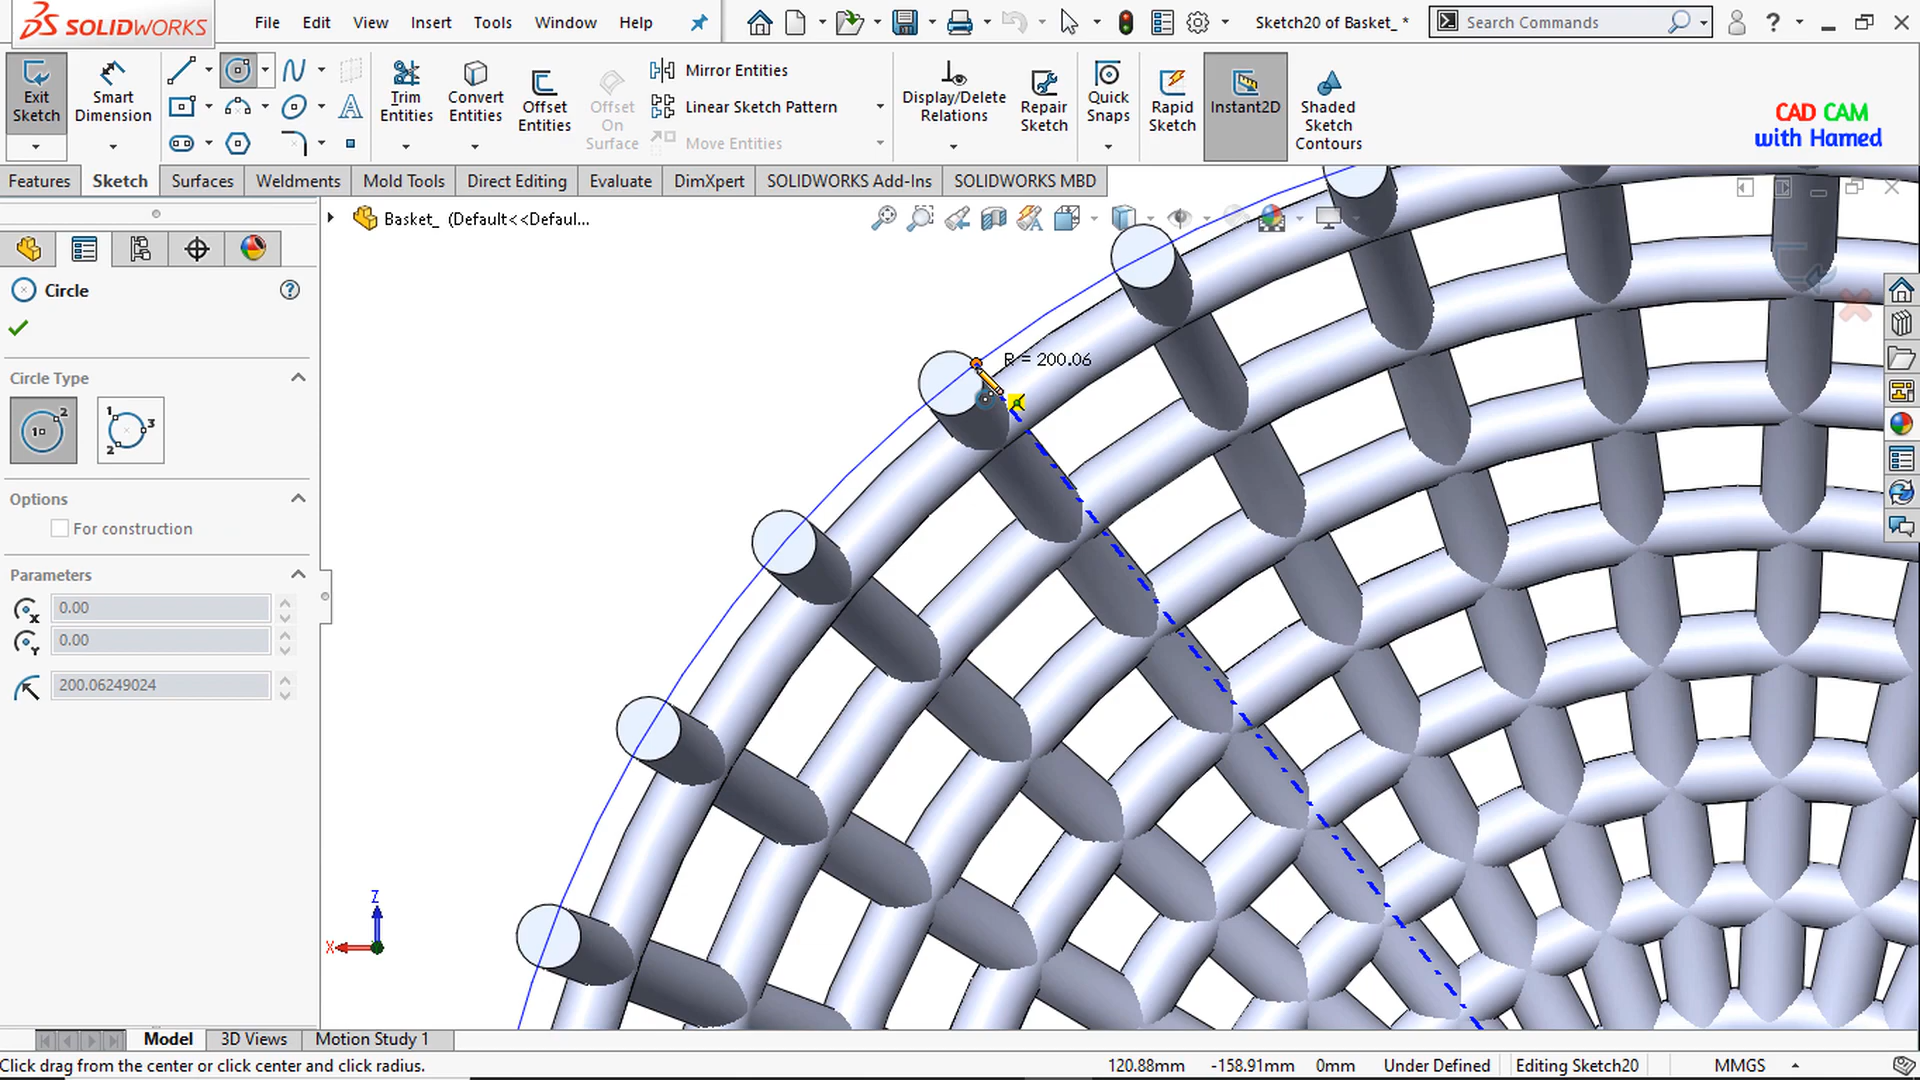 SOLIDWORKS
File
Edit
View
Insert
Tools
Window
Help
Sketch20 of Basket_ *
Search Commands
Exit
Sketch
Smart
Dimension
Trim
Entities
Convert
Entities
Offset
Entities
Offset
On
Surface
Mirror Entities
Linear Sketch Pattern
Move Entities
Display/Delete
Relations
Repair
Sketch
Quick
Snaps
Rapid
Sketch
Instant2D
Shaded
Sketch
Contours
CAD CAM
with Hamed
Features
Sketch
Surfaces
Weldments
Mold Tools
Direct Editing
Evaluate
DimXpert
SOLIDWORKS Add-Ins
SOLIDWORKS MBD
Basket_ (Default<<Defaul...
Circle
Circle Type
Options
For construction
Parameters
0.00
0.00
200.06249024
R = 200.06
Z
X
Model
3D Views
Motion Study 1
Click drag from the center or click center and click radius.
120.88mm
-158.91mm
0mm
Under Defined
Editing Sketch20
MMGS